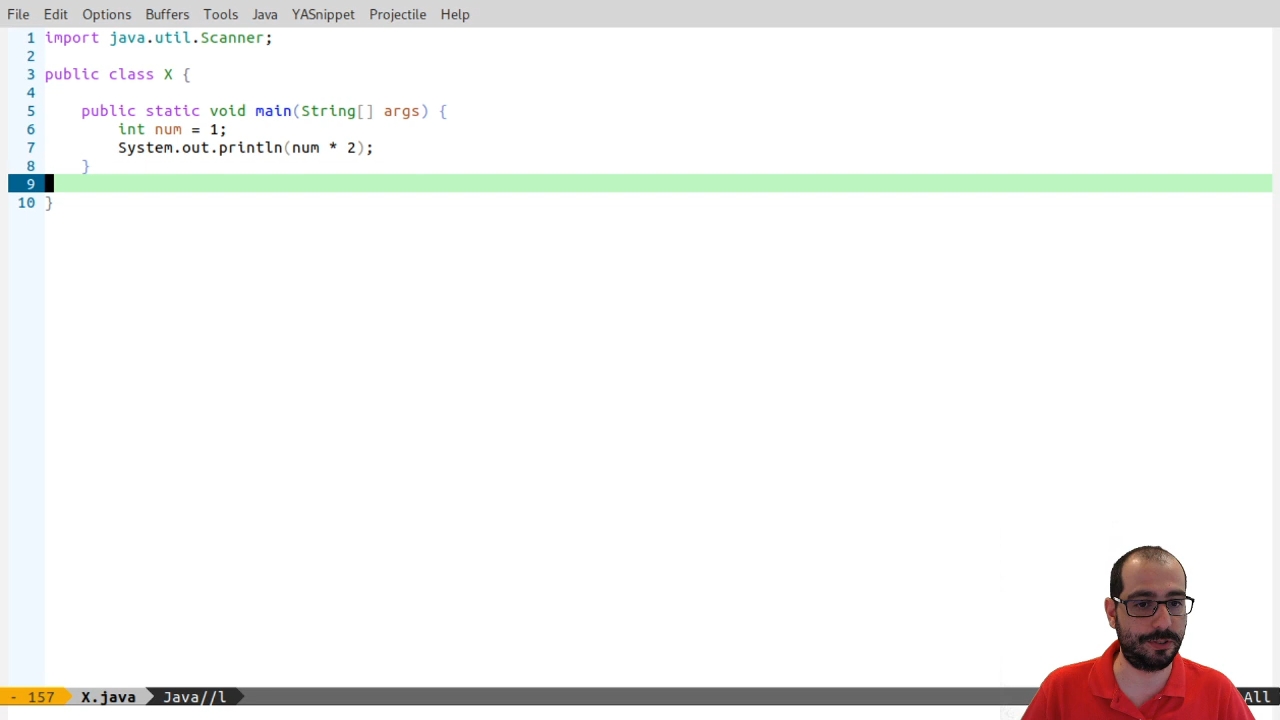 File Edit Options Buffers Tools Java YASnippet Projectile Help
1 import java.util.Scanner;
2
3 public class X {
4
5     public static void main(String[] args) {
6         int num = 1;
7         System.out.println(num * 2);
8     }
9
10 }
- 157 X.java Java//l All